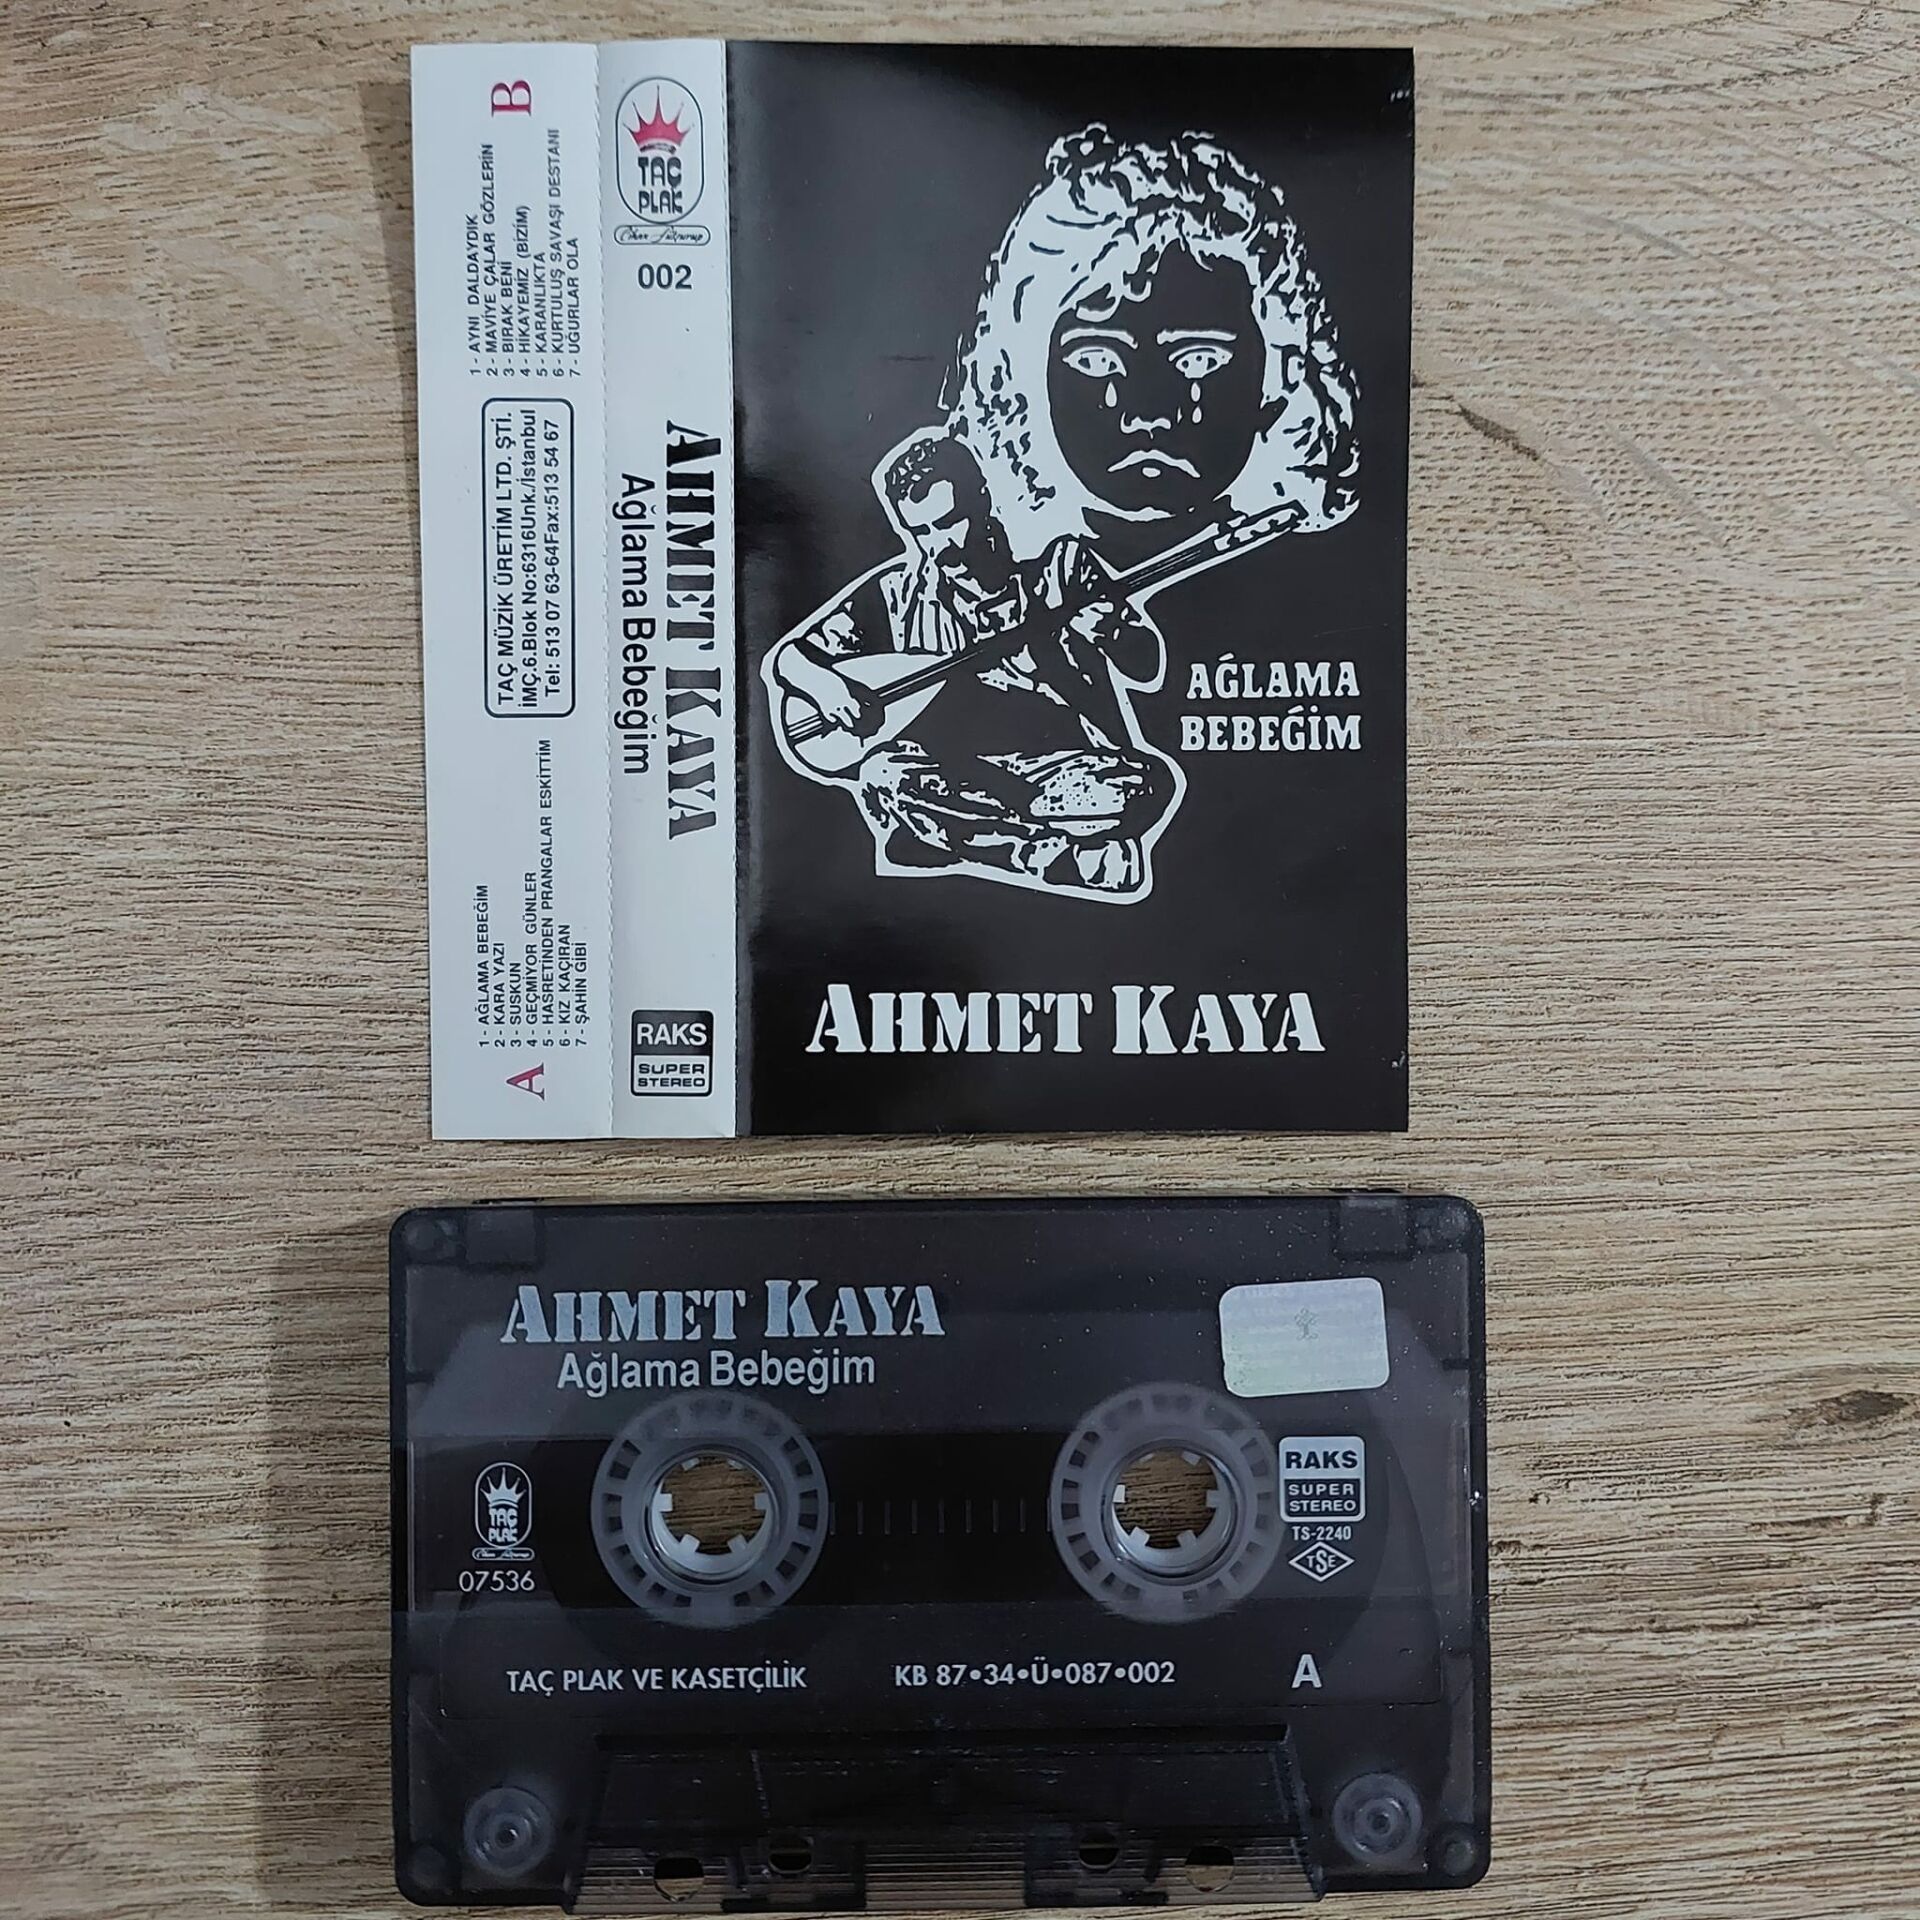 B
1 - AYNI DALDAYDIK
2 - MAVİYE ÇALAR GÖZLERİN
3 - BIRAK BENİ
4 - HİKAYEMİZ (BİZİM)
5 - KARANLIKTA
6 - KURTULUŞ SAVAŞI DESTANI
7 - UĞURLAR OLA
TAÇ MÜZİK ÜRETİM LTD. ŞTİ.
İMÇ.6.Blok No:6316Unk./İstanbul
Tel: 513 07 63-64Fax:513 54 67
A
1 - AĞLAMA BEBEĞİM
2 - KARA YAZI
3 - SUSKUN
4 - GEÇMİYOR GÜNLER
5 - HASRETİNDEN PRANGALAR ESKİTTİM
6 - KIZ KAÇIRAN
7 - ŞAHİN GİBİ
TAÇ
PLAK
002
AHMET KAYA
Ağlama Bebeğim
RAKS
SUPER
STEREO
AĞLAMA
BEBEĞİM
AHMET KAYA
AHMET KAYA
Ağlama Bebeğim
TAÇ
PLAK
07536
RAKS
SUPER
STEREO
TS-2240
TSE
TAÇ PLAK VE KASETÇİLİK KB 87•34•Ü•087•002 A